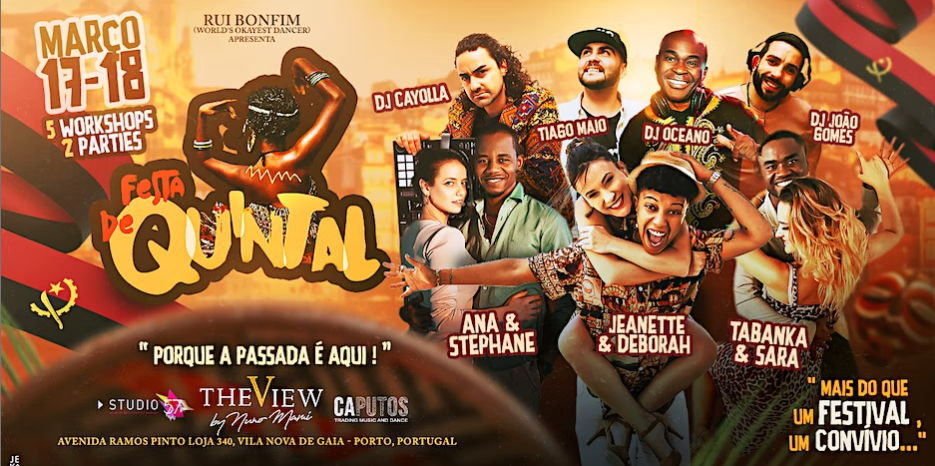 RUI BONFIM
(WORLD'S OKAYEST DANCER)
APRESENTA
MARÇO
17-18
5 WORKSHOPS
2 PARTIES
FESTA
DE
QUINTAL
DJ CAYOLLA
TIAGO MAIO
DJ OCEANO
DJ JOÃO
GOMES
ANA &
STEPHANE
JEANETTE
& DEBORAH
TABANKA
& SARA
" PORQUE A PASSADA É AQUI ! "
STUDIO 57
THE VIEW
by Nuno Mami
CAPUTOS
TRADING MUSIC AND DANCE
AVENIDA RAMOS PINTO LOJA 340, VILA NOVA DE GAIA - PORTO, PORTUGAL
" MAIS DO QUE
UM FESTIVAL ,
UM CONVÍVIO..."